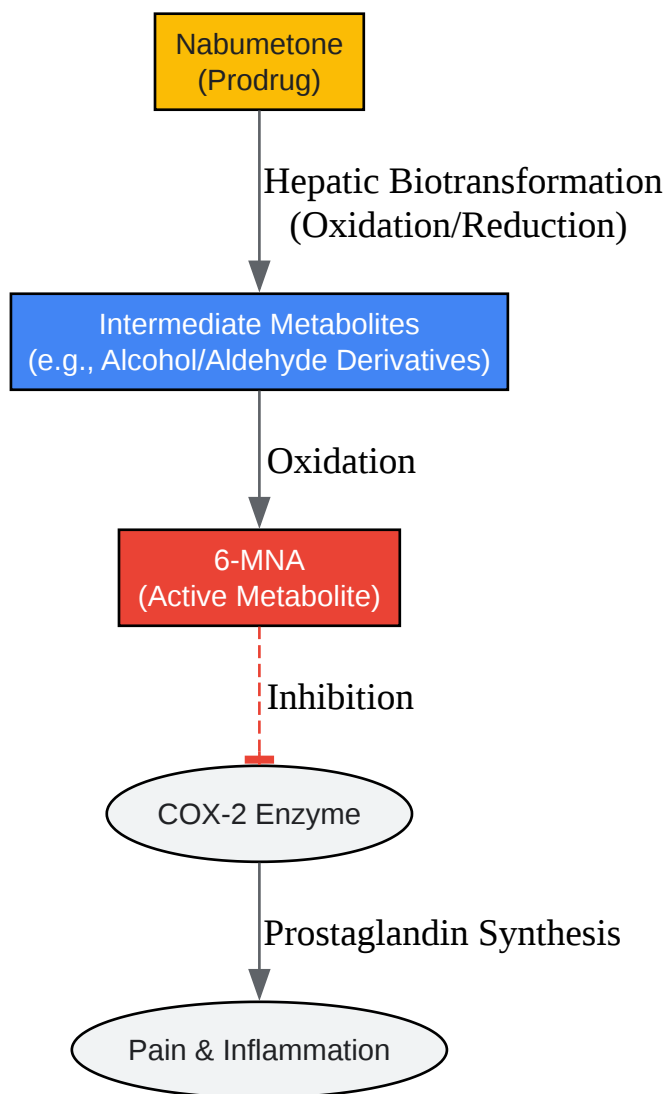 Nabumetone
(Prodrug)
Hepatic Biotransformation
(Oxidation/Reduction)
Intermediate Metabolites
(e.g., Alcohol/Aldehyde Derivatives)
Oxidation
6-MNA
(Active Metabolite)
Inhibition
COX-2 Enzyme
Prostaglandin Synthesis
Pain & Inflammation